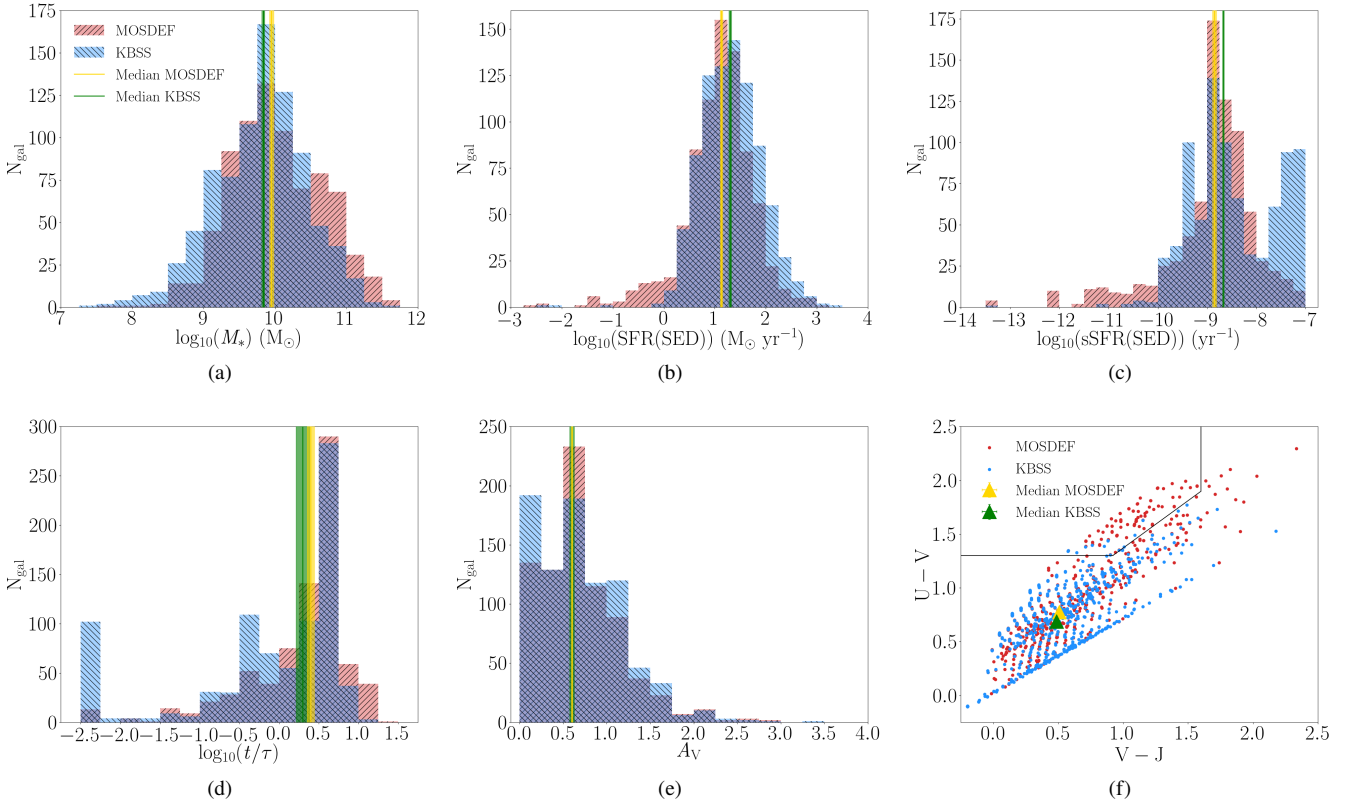 175
150
125
100
75
50
25
0
N_gal
MOSDEF
KBSS
Median MOSDEF
Median KBSS
7 8 9 10 11 12
log₁₀(M_*) (M_⊙)
(a)
150
125
100
75
50
25
0
N_gal
−3 −2 −1 0 1 2 3 4
log₁₀(SFR(SED)) (M_⊙ yr⁻¹)
(b)
175
150
125
100
75
50
25
0
N_gal
−14 −13 −12 −11 −10 −9 −8 −7
log₁₀(sSFR(SED)) (yr⁻¹)
(c)
300
250
200
150
100
50
0
N_gal
−2.5 −2.0 −1.5 −1.0 −0.5 0.0 0.5 1.0 1.5
log₁₀(t/τ)
(d)
250
200
150
100
50
0
N_gal
0.0 0.5 1.0 1.5 2.0 2.5 3.0 3.5 4.0
A_V
(e)
2.5
2.0
1.5
1.0
0.5
0.0
U − V
MOSDEF
KBSS
Median MOSDEF
Median KBSS
0.0 0.5 1.0 1.5 2.0 2.5
V − J
(f)